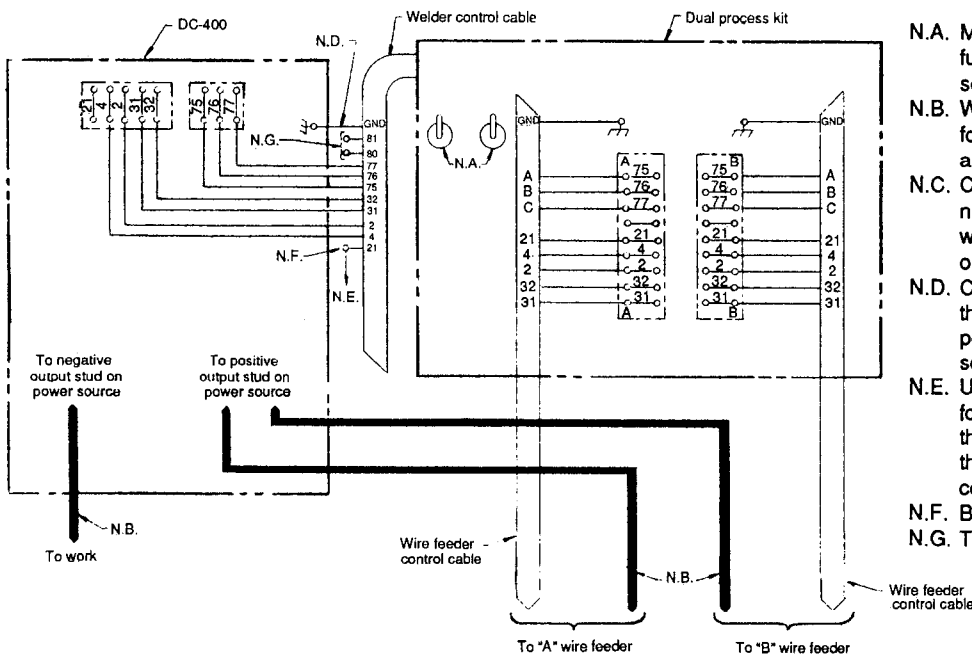 DC-400
Welder control cable
Dual process kit
N.D.
21
4
2
31
32
75
76
77
N.G.
GND
81
80
77
76
75
32
31
2
4
21
N.F.
N.E.
N.A.
GND
A
B
C
21
4
2
32
31
A
75
76
77
21
4
2
32
31
A
B
75
76
77
21
4
2
32
31
B
GND
A
B
C
21
4
2
32
31
To negative
output stud on
power source
To positive
output stud on
power source
N.B.
To work
Wire feeder
control cable
N.B.
Wire feeder
control cable
To "A" wire feeder
To "B" wire feeder
N.A. M
fu
s
N.B. W
fo
a
N.C. C
n
w
o
N.D. C
th
p
s
N.E. U
fo
th
th
c
N.F. B
N.G. T